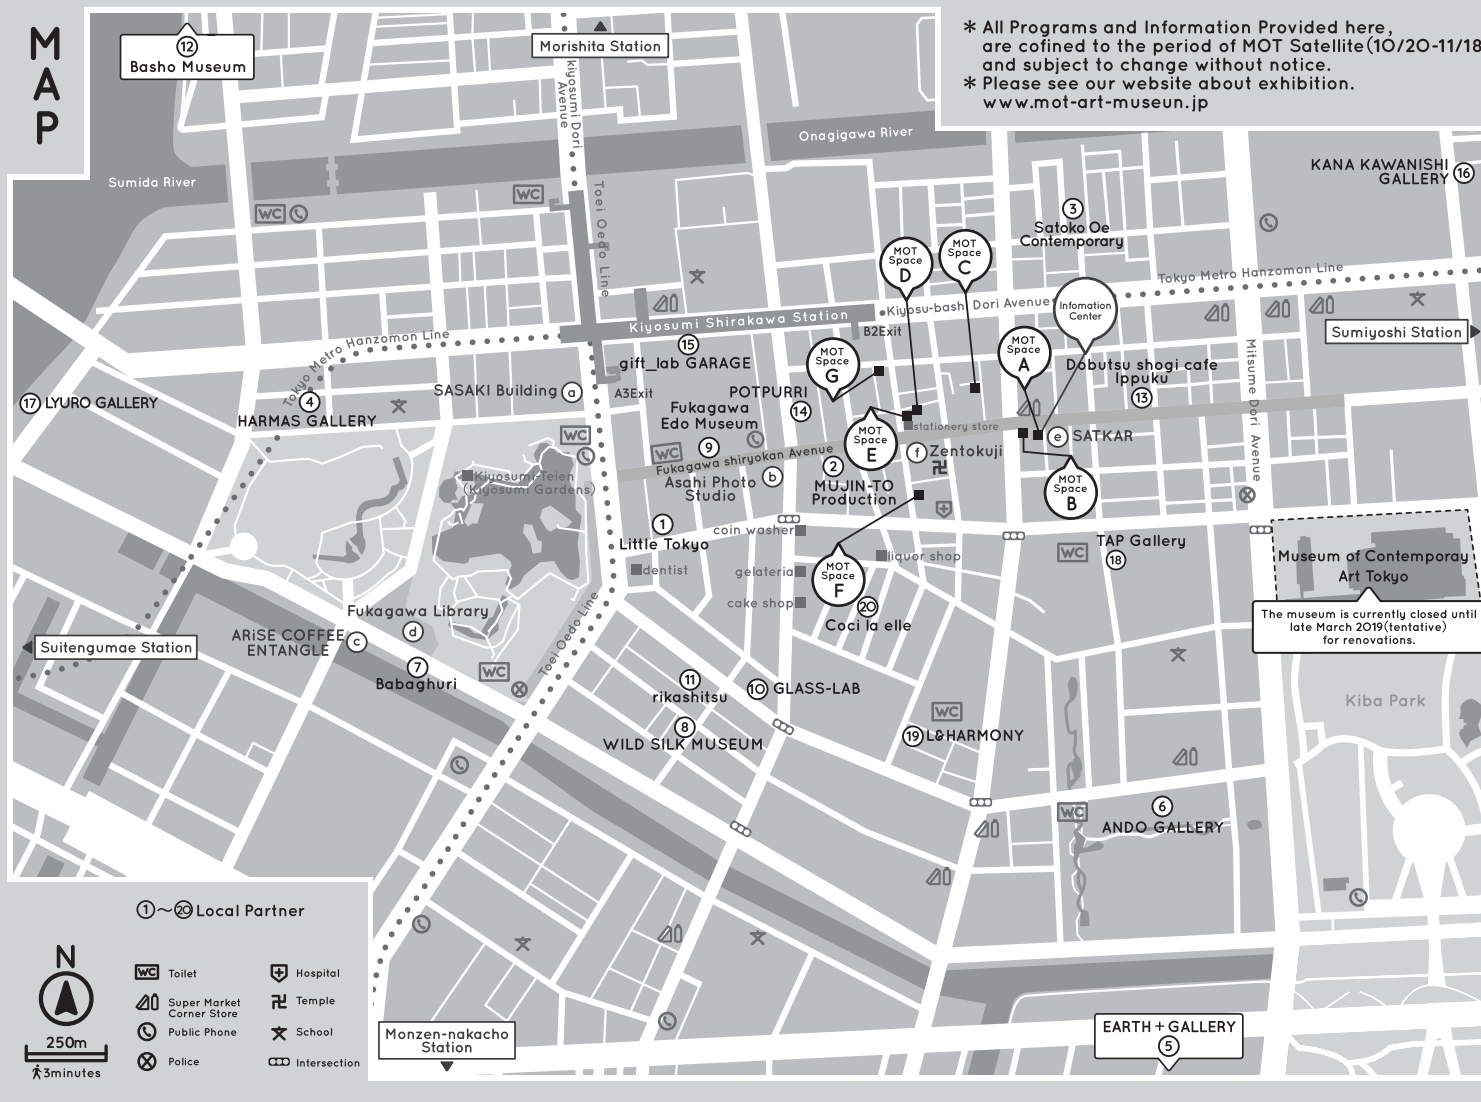 MAP
* All Programs and Information Provided here,
are cofined to the period of MOT Satellite(10/20-11/18
and subject to change without notice.
* Please see our website about exhibition.
www.mot-art-museun.jp
12
Basho Museum
Morishita Station
Kiyosumi Dori
Avenue
Onagigawa River
Sumida River
KANA KAWANISHI
GALLERY 16
WC
WC
Toei Oedo Line
3
Satoko Oe
Contemporary
MOT
Space
D
MOT
Space
C
Tokyo Metro Hanzomon Line
Kiyosu-bashi Dori Avenue
Infomation
Center
Kiyosumi Shirakawa Station
B2Exit
Sumiyoshi Station
15
gift_lab GARAGE
Tokyo Metro Hanzomon Line
MOT
Space
G
MOT
Space
A
Dobutsu shogi cafe
Ippuku
13
Mitsume Dori Avenue
17 LYURO GALLERY
4
HARMAS GALLERY
SASAKI Building a
A3Exit
POTPURRI
14
Fukagawa
Edo Museum
9
WC
WC
Fukagawa shiryokan Avenue
stationery store
MOT
Space
E
f Zentokuji
e SATKAR
Kiyosumi-Teien
(Kiyosumi Gardens)
Asahi Photo
Studio
b
2
MUJIN-TO
Production
MOT
Space
B
1
Little Tokyo
coin washer
dentist
gelateria
cake shop
liquor shop
MOT
Space
F
20
Coci la elle
WC
TAP Gallery
18
Museum of Contemporay
Art Tokyo
The museum is currently closed until
late March 2019(tentative)
for renovations.
Suitengumae Station
ARiSE COFFEE
ENTANGLE
c
Fukagawa Library
d
7
Babaghuri
WC
Toei Oedo Line
11
rikashitsu
10 GLASS-LAB
8
WILD SILK MUSEUM
WC
19 L&HARMONY
Kiba Park
WC
6
ANDO GALLERY
1~20 Local Partner
N
250m
3minutes
WC Toilet
Super Market
Corner Store
Public Phone
Police
Hospital
卍 Temple
文 School
Intersection
Monzen-nakacho
Station
EARTH+GALLERY
5